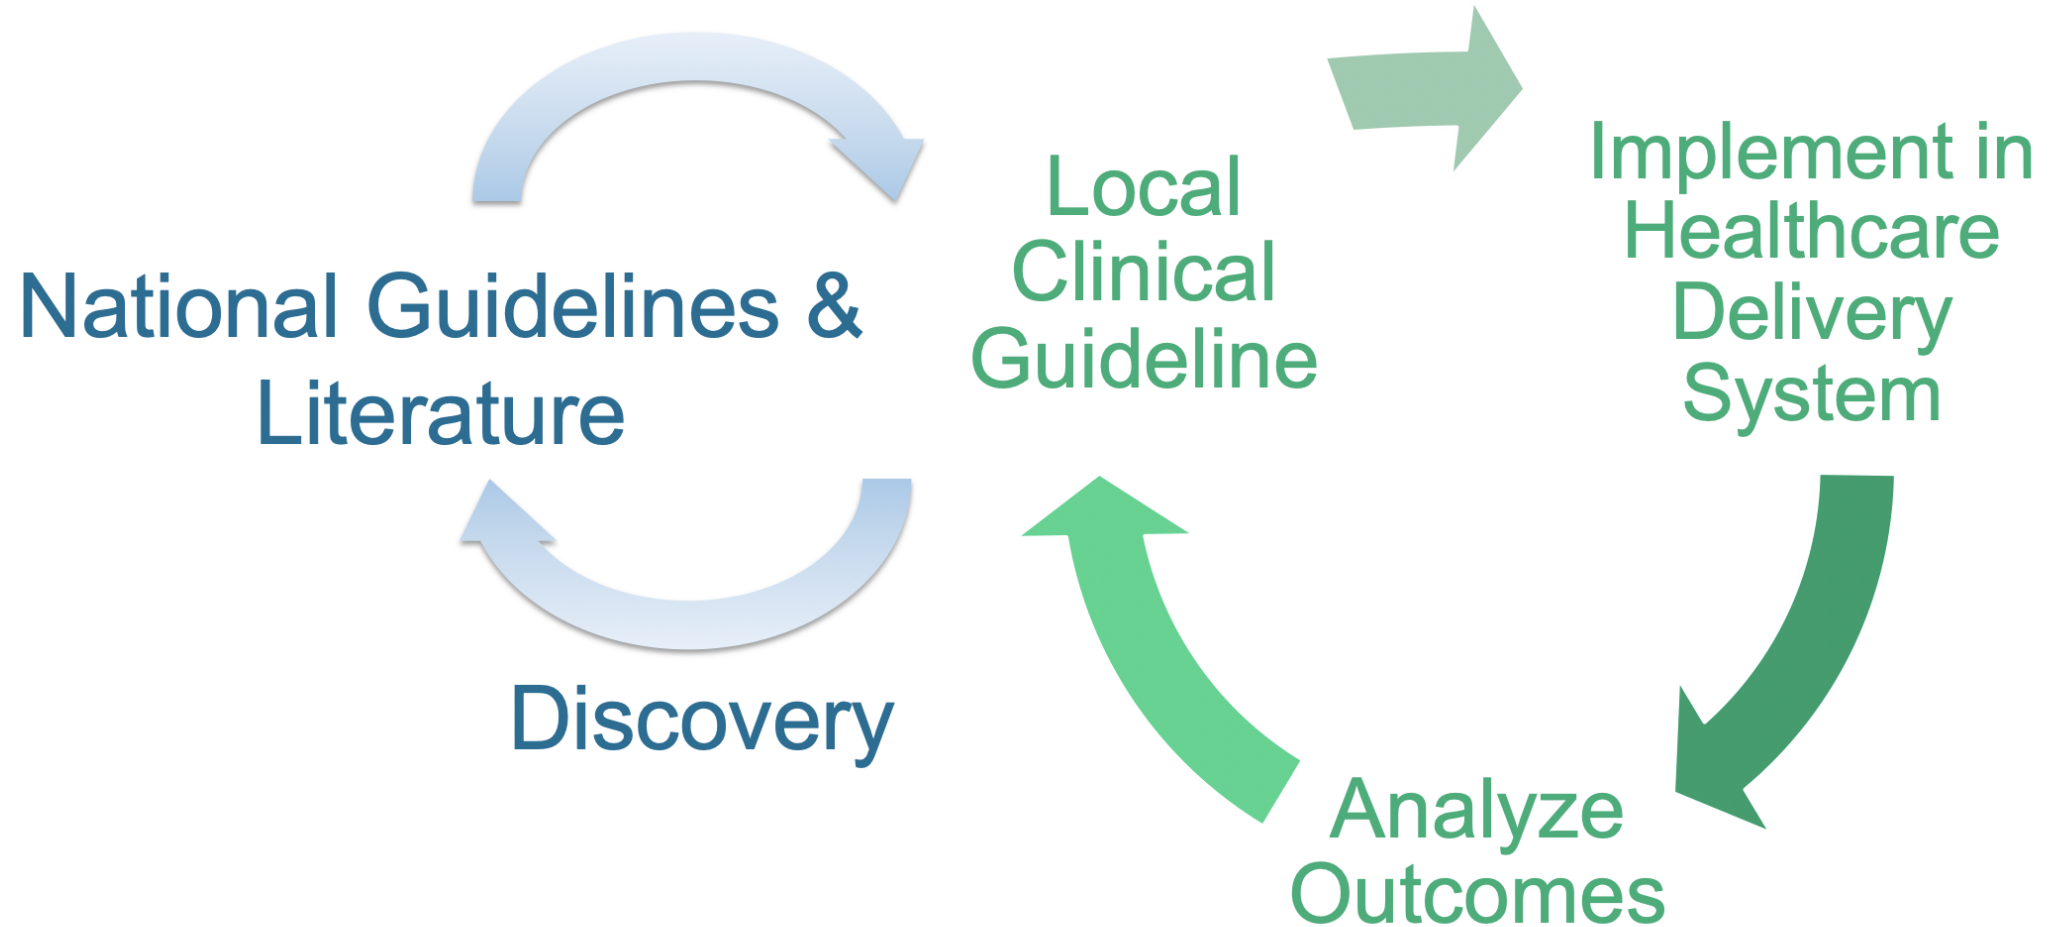 National Guidelines &
Literature
Discovery
Local
Clinical
Guideline
Implement in
Healthcare
Delivery
System
Analyze
Outcomes